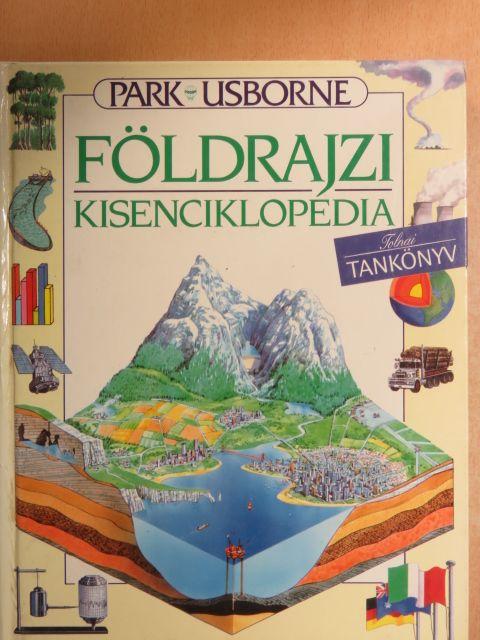 PARK USBORNE
FÖLDRAJZI
KISENCIKLOPÉDIA
Tolnai
TANKÖNYV